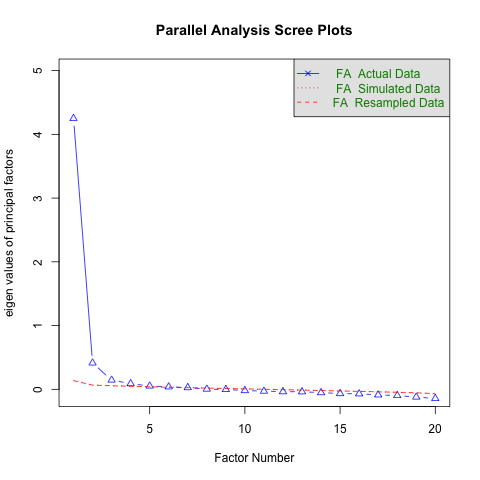 Parallel Analysis Scree Plots
FA  Actual Data
FA  Simulated Data
FA  Resampled Data
eigen values of principal factors
5
4
3
2
1
0
5
10
15
20
Factor Number